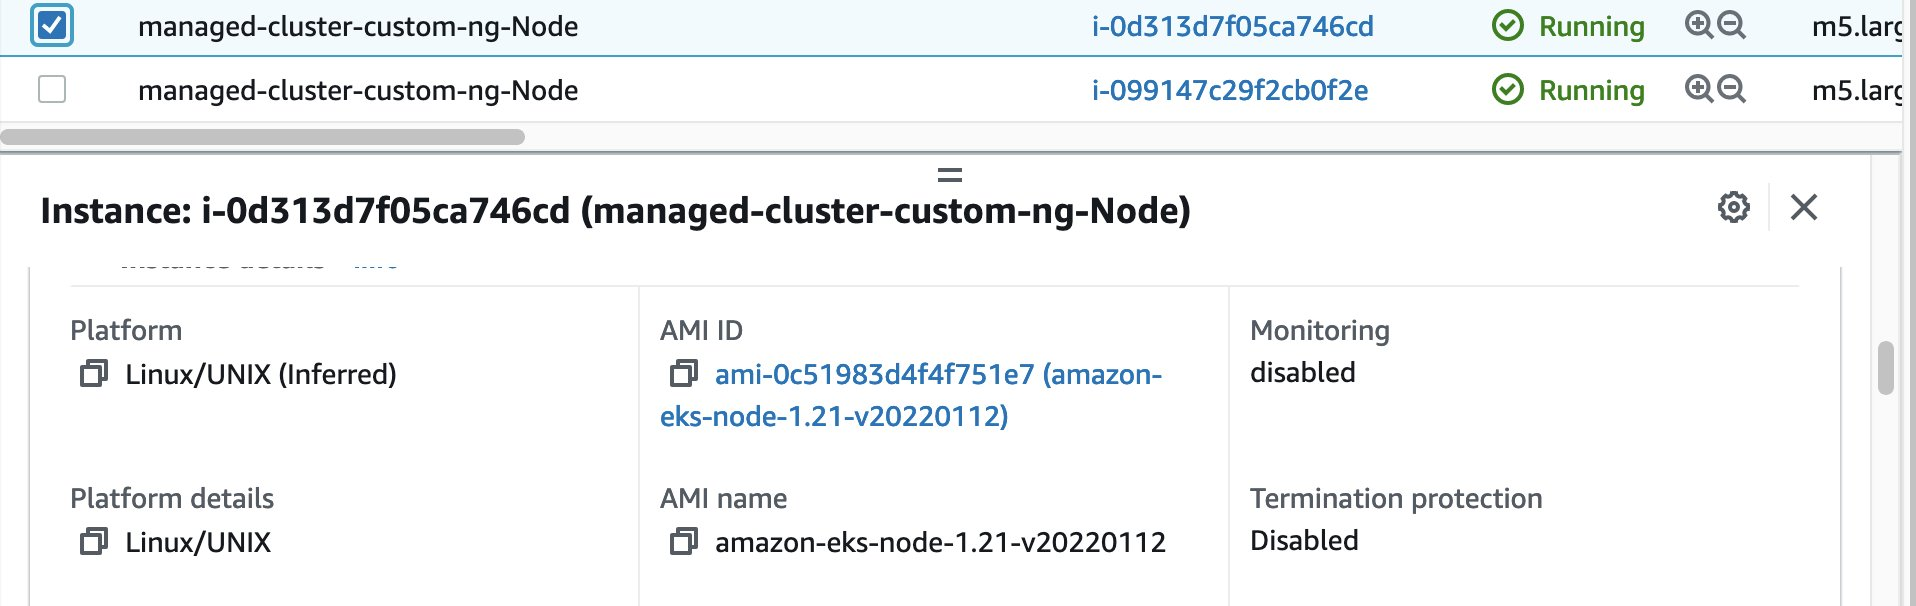 managed-cluster-custom-ng-Node i-0d313d7f05ca746cd Running
managed-cluster-custom-ng-Node i-099147c29f2cb0f2e Running
Instance: i-0d313d7f05ca746cd (managed-cluster-custom-ng-Node)
Platform
Linux/UNIX (Inferred)
AMI ID
ami-0c51983d4f4f751e7 (amazon-
eks-node-1.21-v20220112)
Monitoring
disabled
Platform details
Linux/UNIX
AMI name
amazon-eks-node-1.21-v20220112
Termination protection
Disabled